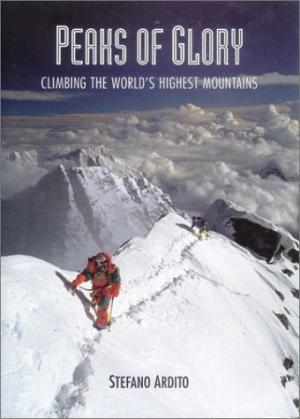 PEAKS OF GLORY
CLIMBING THE WORLD'S HIGHEST MOUNTAINS
STEFANO ARDITO